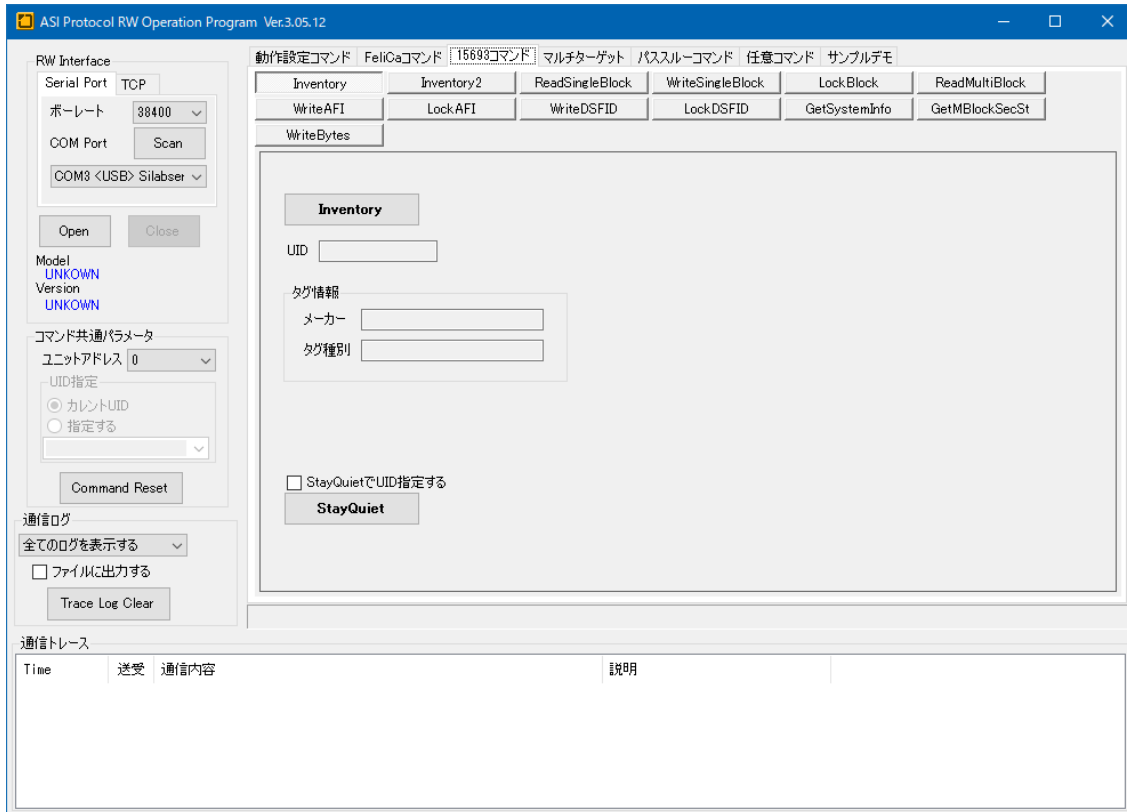 ASI Protocol RW Operation Program Ver.3.05.12
RW Interface
Serial Port TCP
ボーレート 38400
COM Port Scan
COM3 <USB> Silabser
Open Close
Model
UNKOWN
Version
UNKOWN
コマンド共通パラメータ
ユニットアドレス 0
UID指定
カレントUID
指定する
Command Reset
通信ログ
全てのログを表示する
ファイルに出力する
Trace Log Clear
動作設定コマンド FeliCaコマンド 15693コマンド マルチターゲット パススルーコマンド 任意コマンド サンプルデモ
Inventory Inventory2 ReadSingleBlock WriteSingleBlock LockBlock ReadMultiBlock
WriteAFI LockAFI WriteDSFID LockDSFID GetSystemInfo GetMBlockSecSt
WriteBytes
Inventory
UID
タグ情報
メーカー
タグ種別
StayQuietでUID指定する
StayQuiet
通信トレース
Time 送受 通信内容 説明